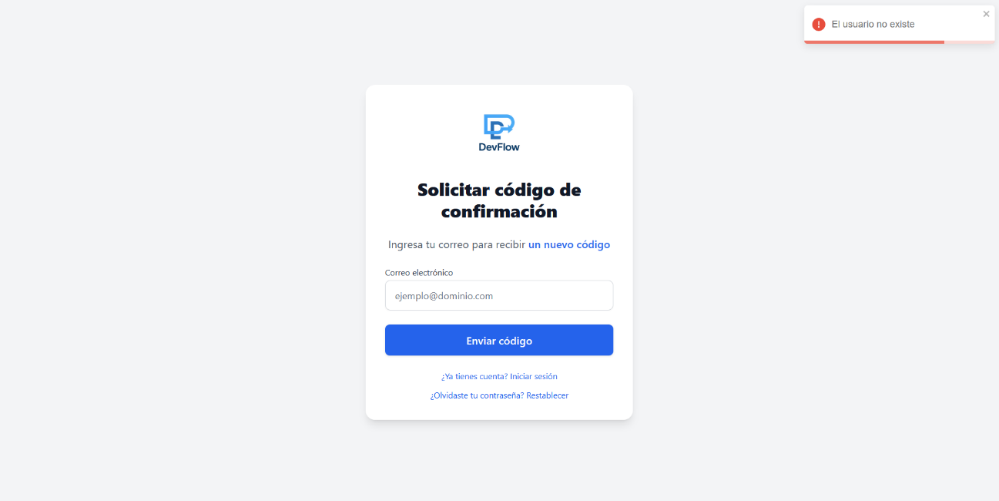 El usuario no existe
DevFlow
Solicitar código de
confirmación
Ingresa tu correo para recibir un nuevo código
Correo electrónico
ejemplo@dominio.com
Enviar código
¿Ya tienes cuenta? Iniciar sesión
¿Olvidaste tu contraseña? Restablecer